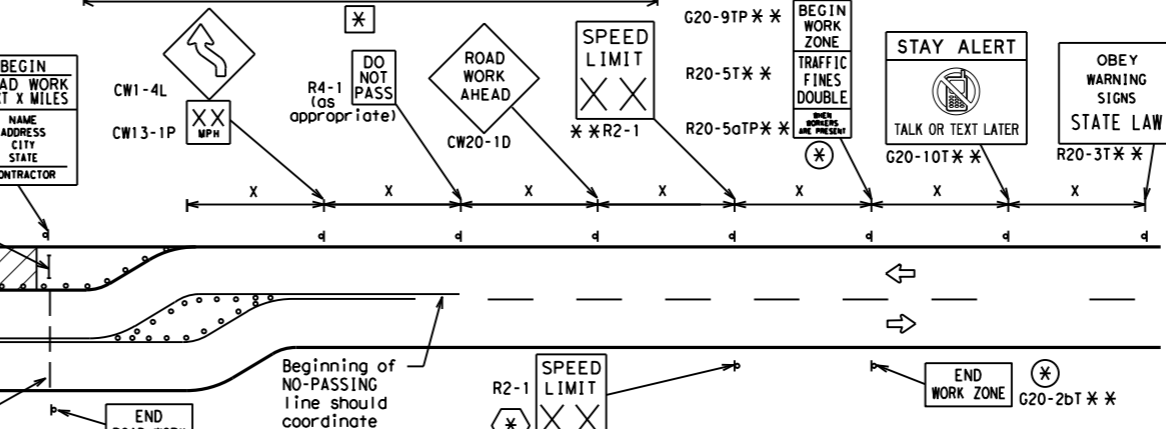 *
CW1-4L
XX
MPH
CW13-1P
R4-1
(as
appropriate)
DO
NOT
PASS
ROAD
WORK
AHEAD
CW20-1D
SPEED
LIMIT
XX
**R2-1
G20-9TP**
R20-5T**
R20-5aTP**
BEGIN
WORK
ZONE
TRAFFIC
FINES
DOUBLE
WHEN
WORKERS
ARE PRESENT
*
STAY ALERT
TALK OR TEXT LATER
G20-10T**
OBEY
WARNING
SIGNS
STATE LAW
R20-3T**
BEGIN
AD WORK
T X MILES
NAME
ADDRESS
CITY
STATE
ONTRACTOR
X
X
X
X
X
X
X
Beginning of
NO-PASSING
line should
coordinate
R2-1
*
SPEED
LIMIT
XX
END
WORK ZONE
*
G20-2bT**
END